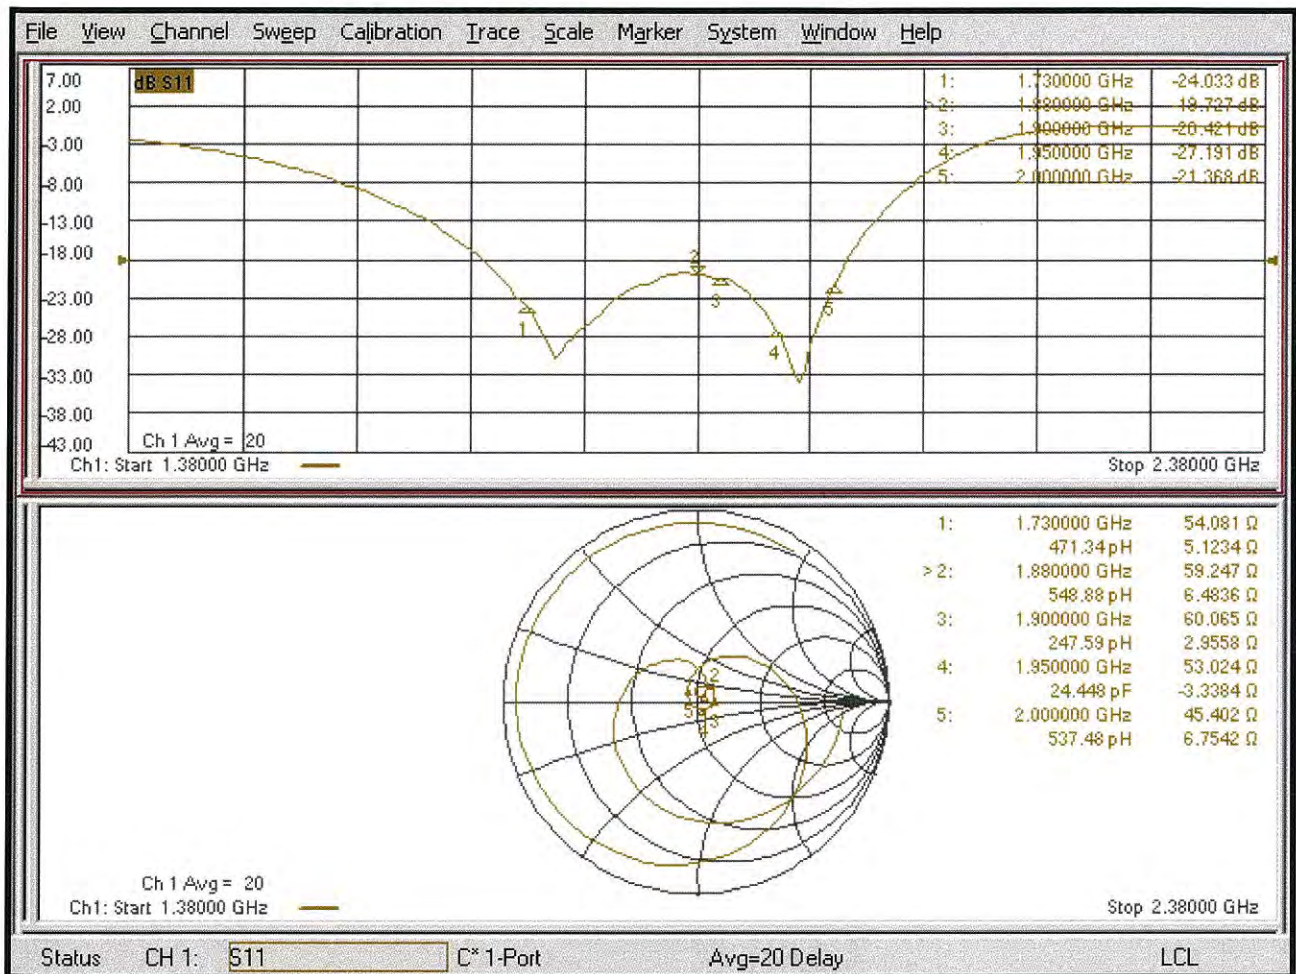 File View Channel Sweep Calibration Trace Scale Marker System Window Help
7.00
2.00
-3.00
-8.00
-13.00
-18.00
-23.00
-28.00
-33.00
-38.00
-43.00
dB S11
1: 1.730000 GHz -24.033 dB
> 2: 1.880000 GHz -19.727 dB
3: 1.900000 GHz -20.421 dB
4: 1.950000 GHz -27.191 dB
5: 2.000000 GHz -21.368 dB
1
2
3
4
5
Ch 1 Avg = 20
Ch1: Start 1.38000 GHz
Stop 2.38000 GHz
1: 1.730000 GHz 54.081 Ω
471.34 pH 5.1234 Ω
> 2: 1.880000 GHz 59.247 Ω
548.88 pH 6.4836 Ω
3: 1.900000 GHz 60.065 Ω
247.59 pH 2.9558 Ω
4: 1.950000 GHz 53.024 Ω
24.448 pF -3.3384 Ω
5: 2.000000 GHz 45.402 Ω
537.48 pH 6.7542 Ω
2
5
3
4
Ch 1 Avg = 20
Ch1: Start 1.38000 GHz
Stop 2.38000 GHz
Status CH 1: S11 C* 1-Port Avg=20 Delay LCL